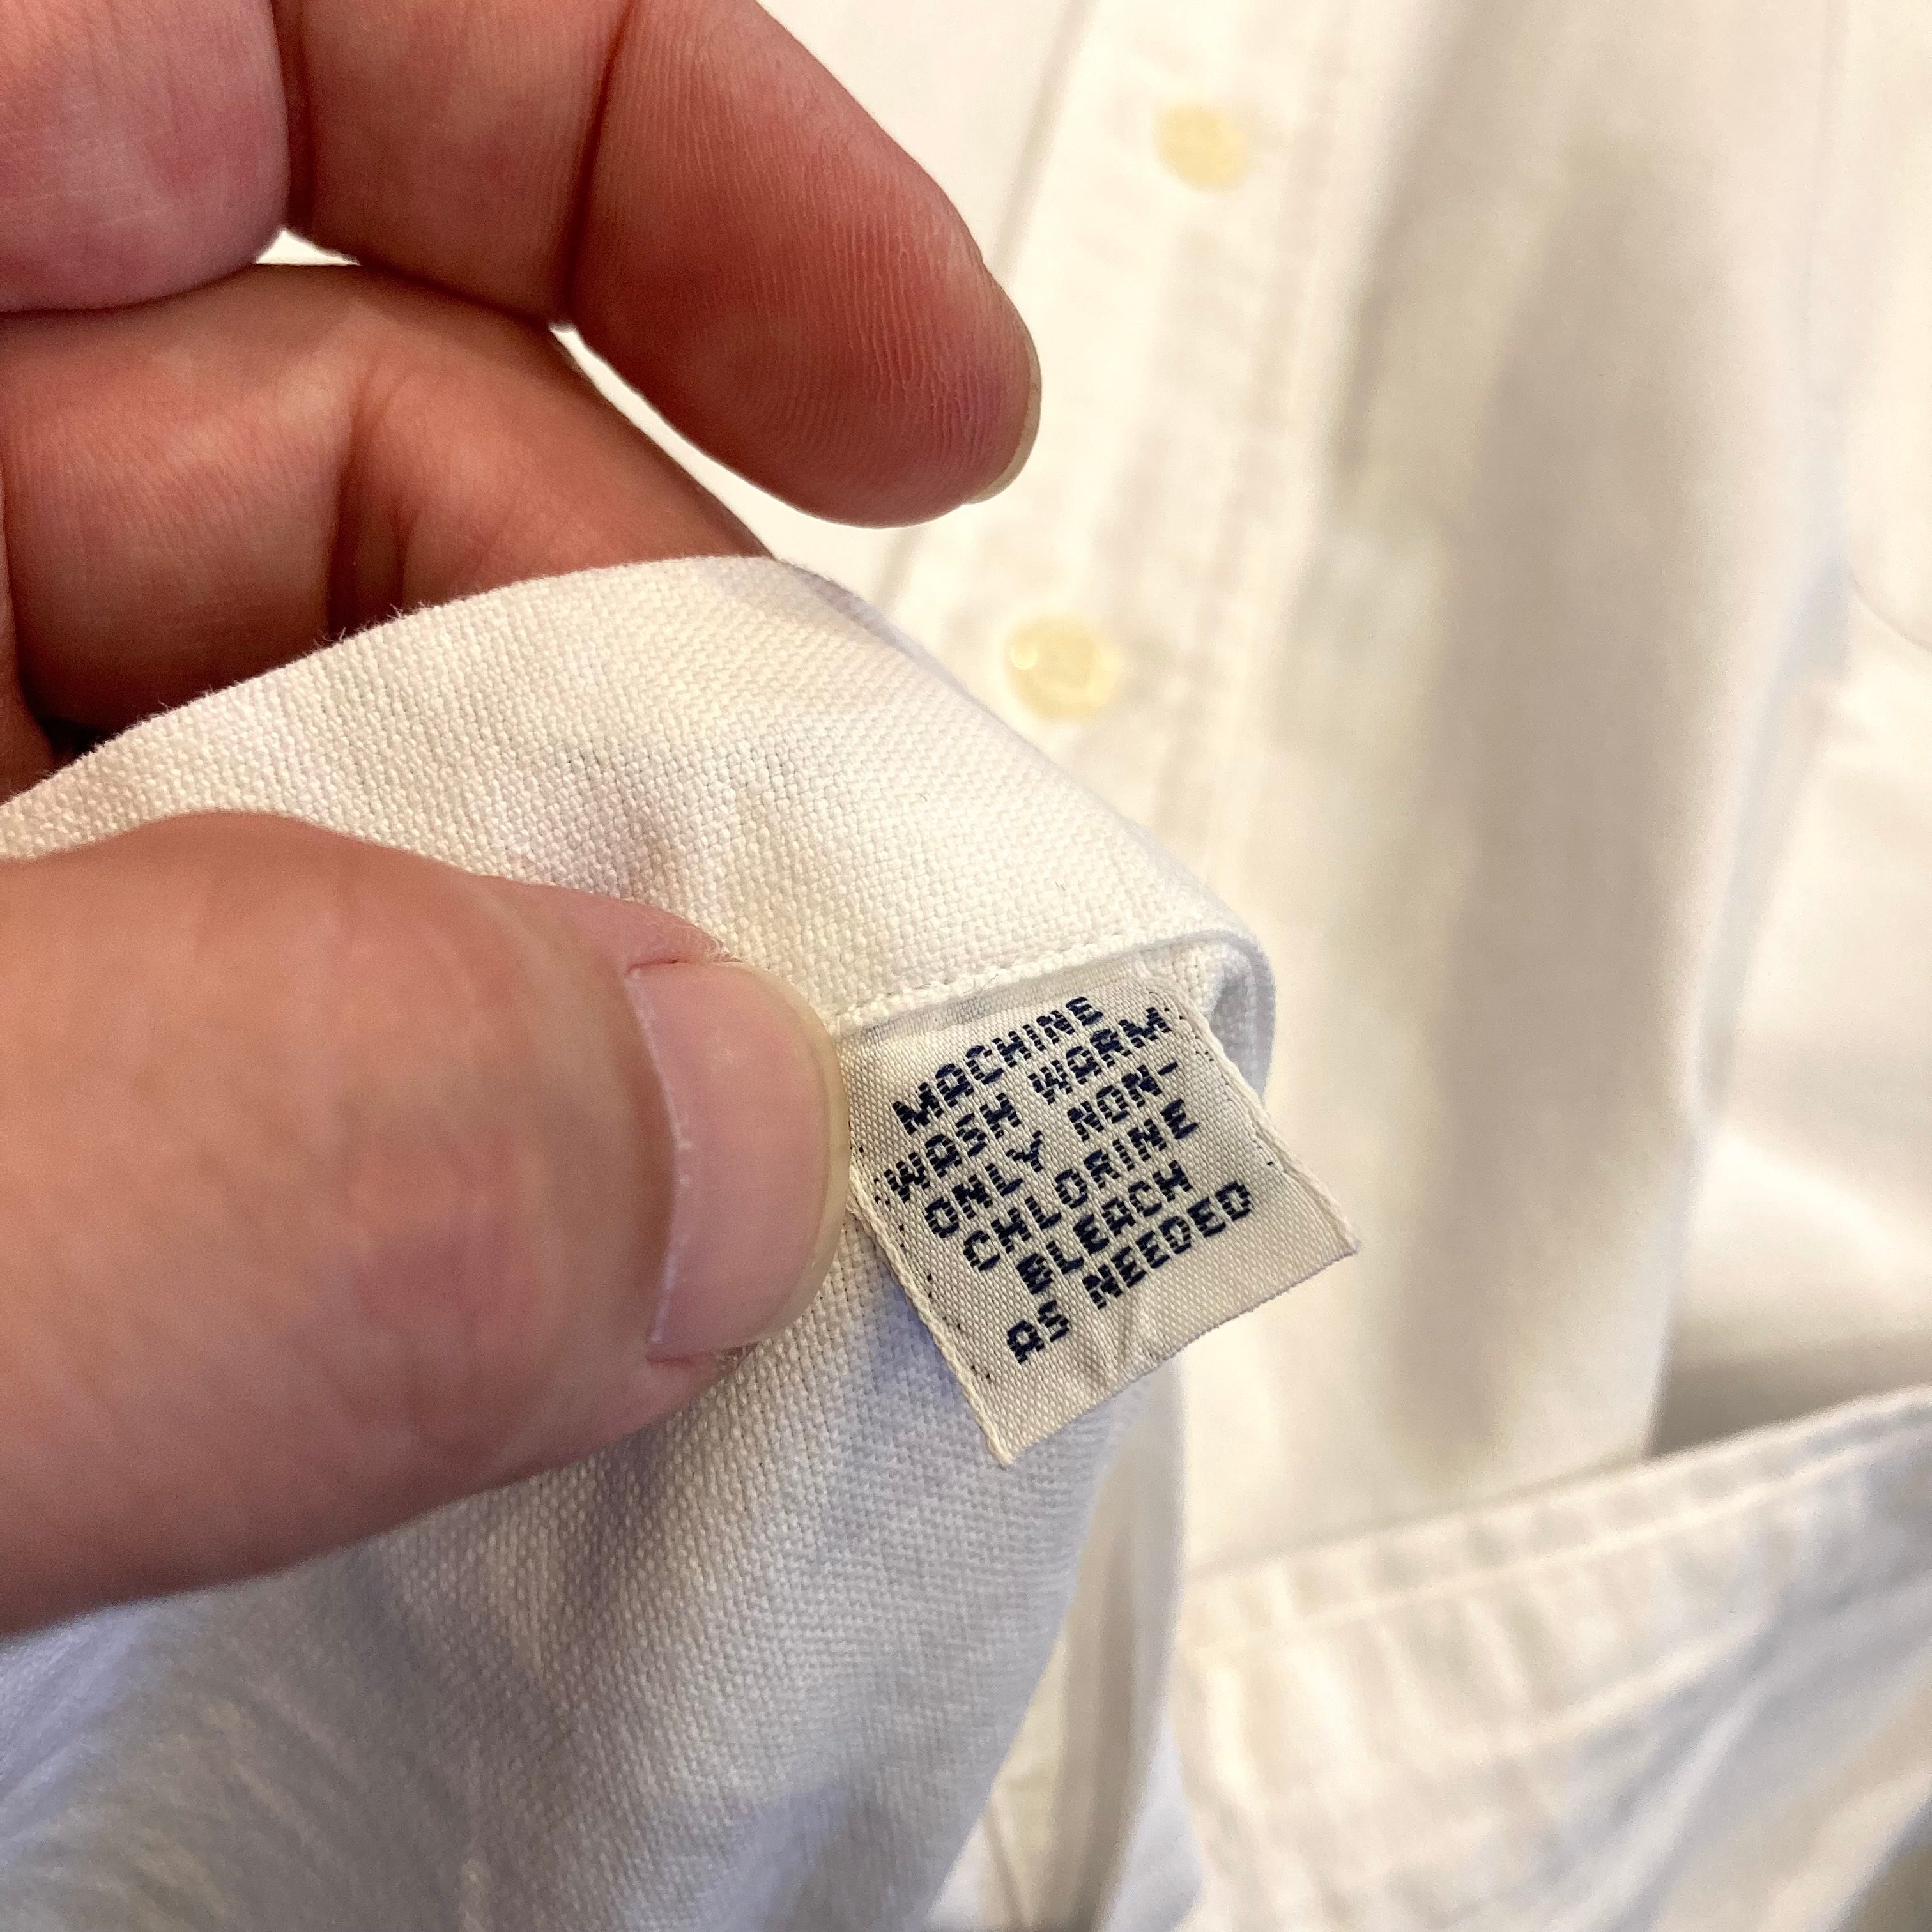 MACHINE
WASH WARM
ONLY NON-
CHLORINE
BLEACH
AS NEEDED